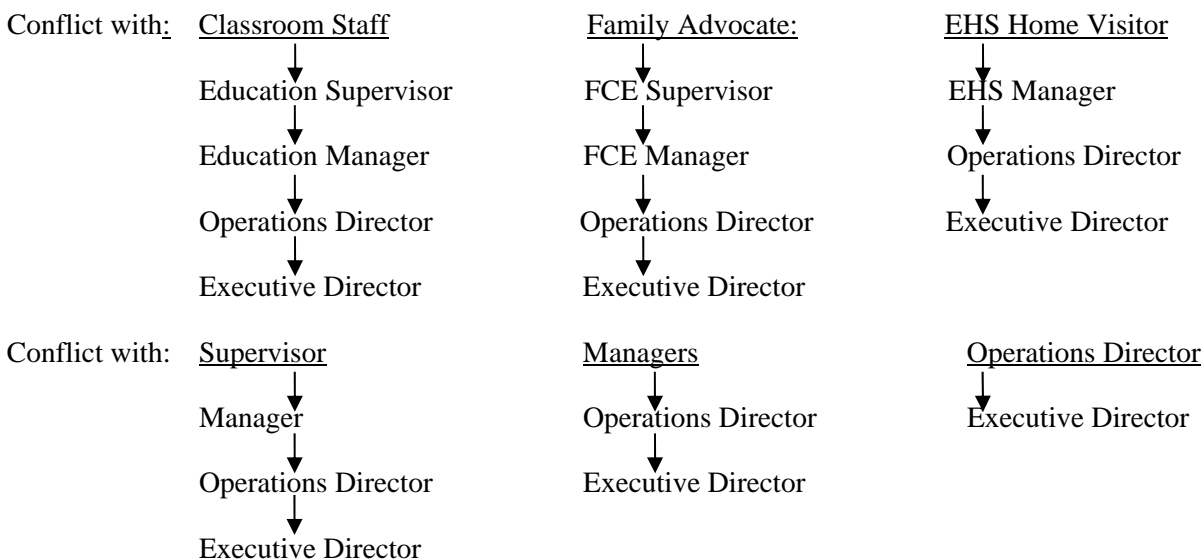 Conflict with: Classroom Staff Family Advocate: EHS Home Visitor
Education Supervisor FCE Supervisor EHS Manager
Education Manager FCE Manager Operations Director
Operations Director Operations Director Executive Director
Executive Director Executive Director
Conflict with: Supervisor Managers Operations Director
Manager Operations Director Executive Director
Operations Director Executive Director
Executive Director